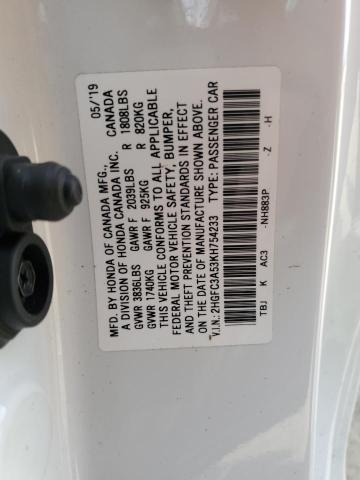 MFD. BY HONDA OF CANADA MFG., 05/'19
A DIVISION OF HONDA CANADA INC. CANADA
GVWR 3836LBS GAWR F 2039LBS R 1808LBS
GVWR 1740KG GAWR F 925KG R 820KG
THIS VEHICLE CONFORMS TO ALL APPLICABLE
FEDERAL MOTOR VEHICLE SAFETY, BUMPER,
AND THEFT PREVENTION STANDARDS IN EFFECT
ON THE DATE OF MANUFACTURE SHOWN ABOVE.
V.I.N.: 2HGFC3A53KH754233 TYPE: PASSENGER CAR
TBJ K AC3 -NH883P -Z -H